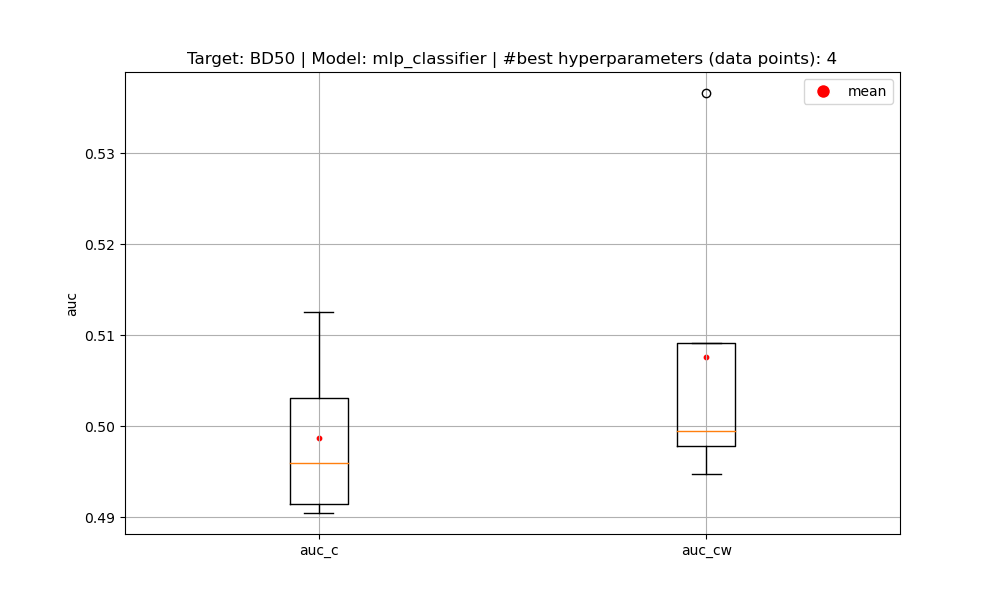 Target: BD50 | Model: mlp_classifier | #best hyperparameters (data points): 4
mean
0.53
0.52
0.51
0.50
0.49
auc
auc_c
auc_cw